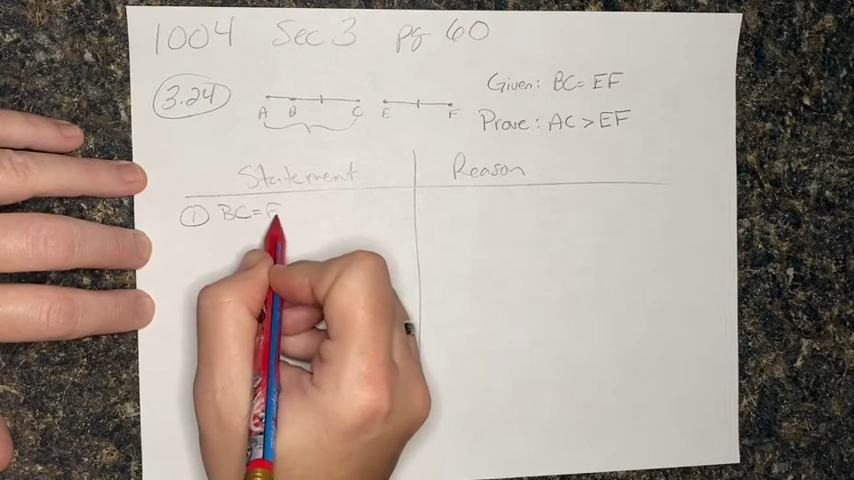 1004 Sec 3 pg 60
3.24
Given: BC = EF
A B C E F
Prove: AC > EF
Statement Reason
① BC = E